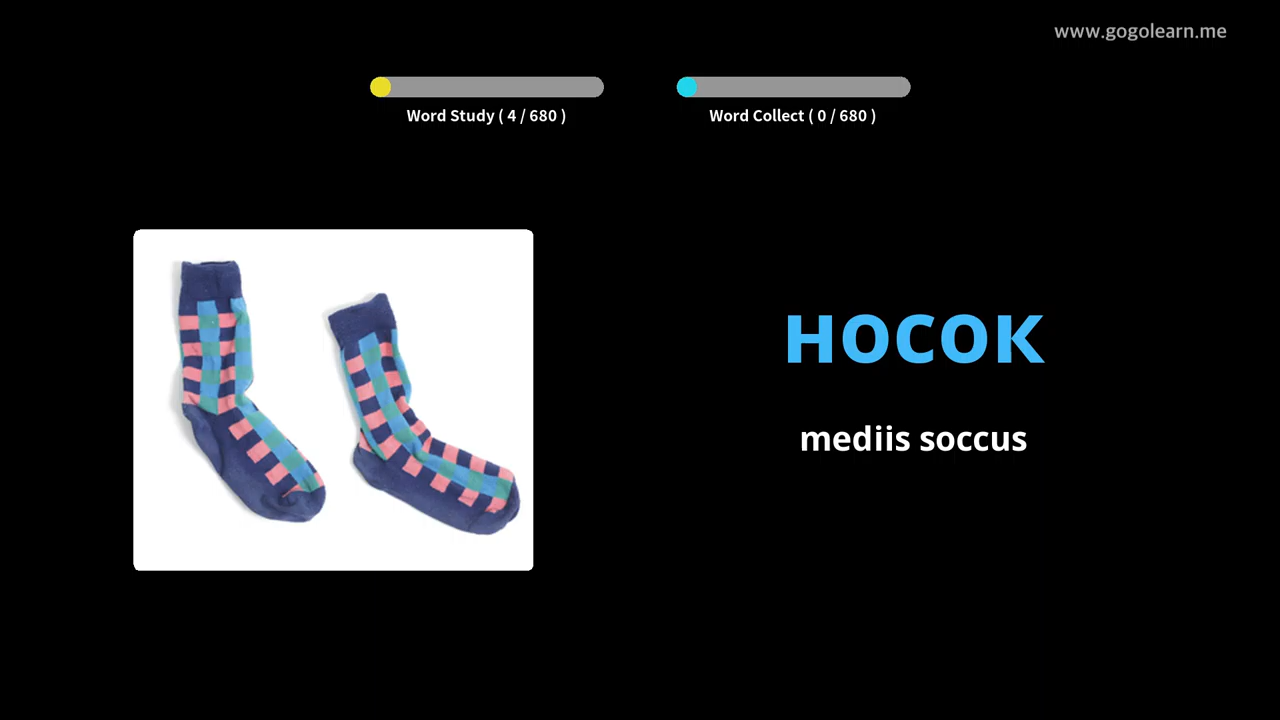 www.gogolearn.me
Word Study ( 4 / 680 )
Word Collect ( 0 / 680 )
носок
mediis soccus